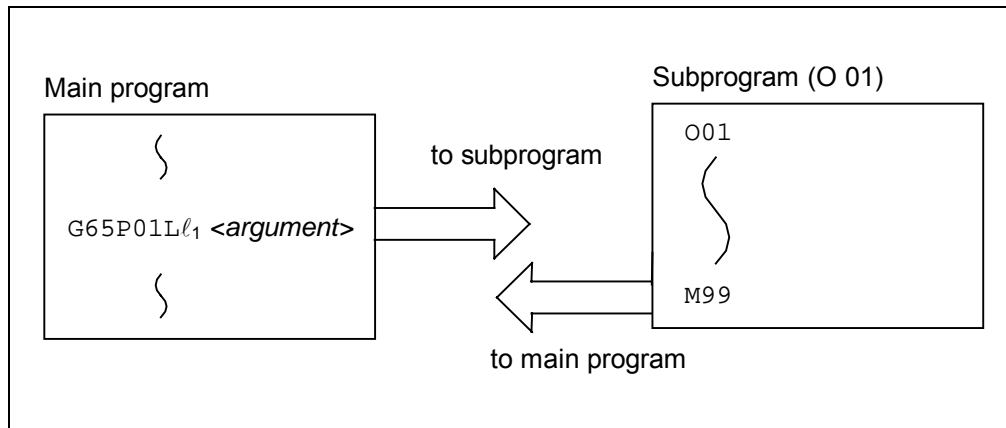 Main program
G65P01Lℓ₁ <argument>
to subprogram
to main program
Subprogram (O 01)
O01
M99